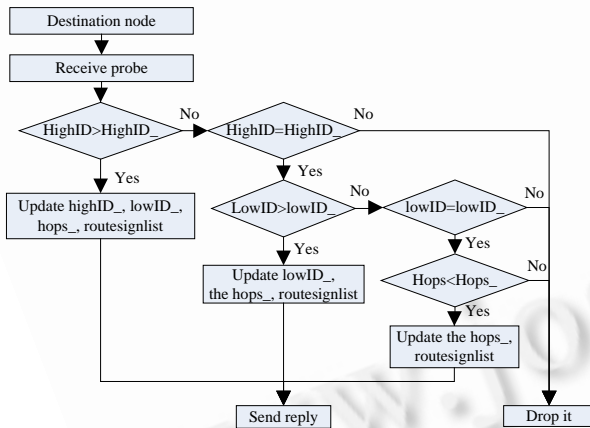 Destination node
Receive probe
HighID>HighID_
No
HighID=HighID_
No
Yes
Yes
Update highID_, lowID_,
hops_, routesignlist
LowID>lowID_
No
lowID=lowID_
No
Yes
Yes
Update lowID_,
the hops_, routesignlist
Hops<Hops_
No
Yes
Update the hops_,
routesignlist
Send reply
Drop it